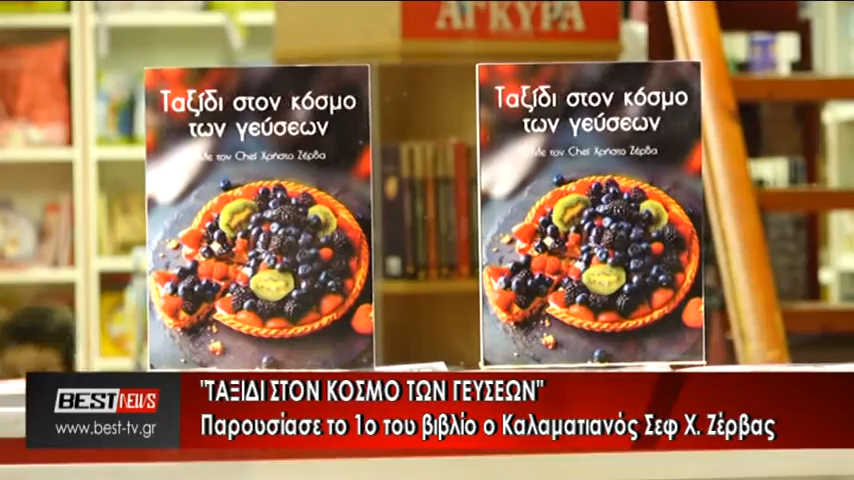 ΑΓΚΥΡΑ
Ταξίδι στον κόσμο
των γεύσεων
Με τον Chef Χρήστο Ζέρβα
Ταξίδι στον κόσμο
των γεύσεων
Με τον Chef Χρήστο Ζέρβα
BEST NEWS
www.best-tv.gr
"ΤΑΞΙΔΙ ΣΤΟΝ ΚΟΣΜΟ ΤΩΝ ΓΕΥΣΕΩΝ"
Παρουσίασε το 1ο του βιβλίο ο Καλαματιανός Σεφ Χ. Ζέρβας